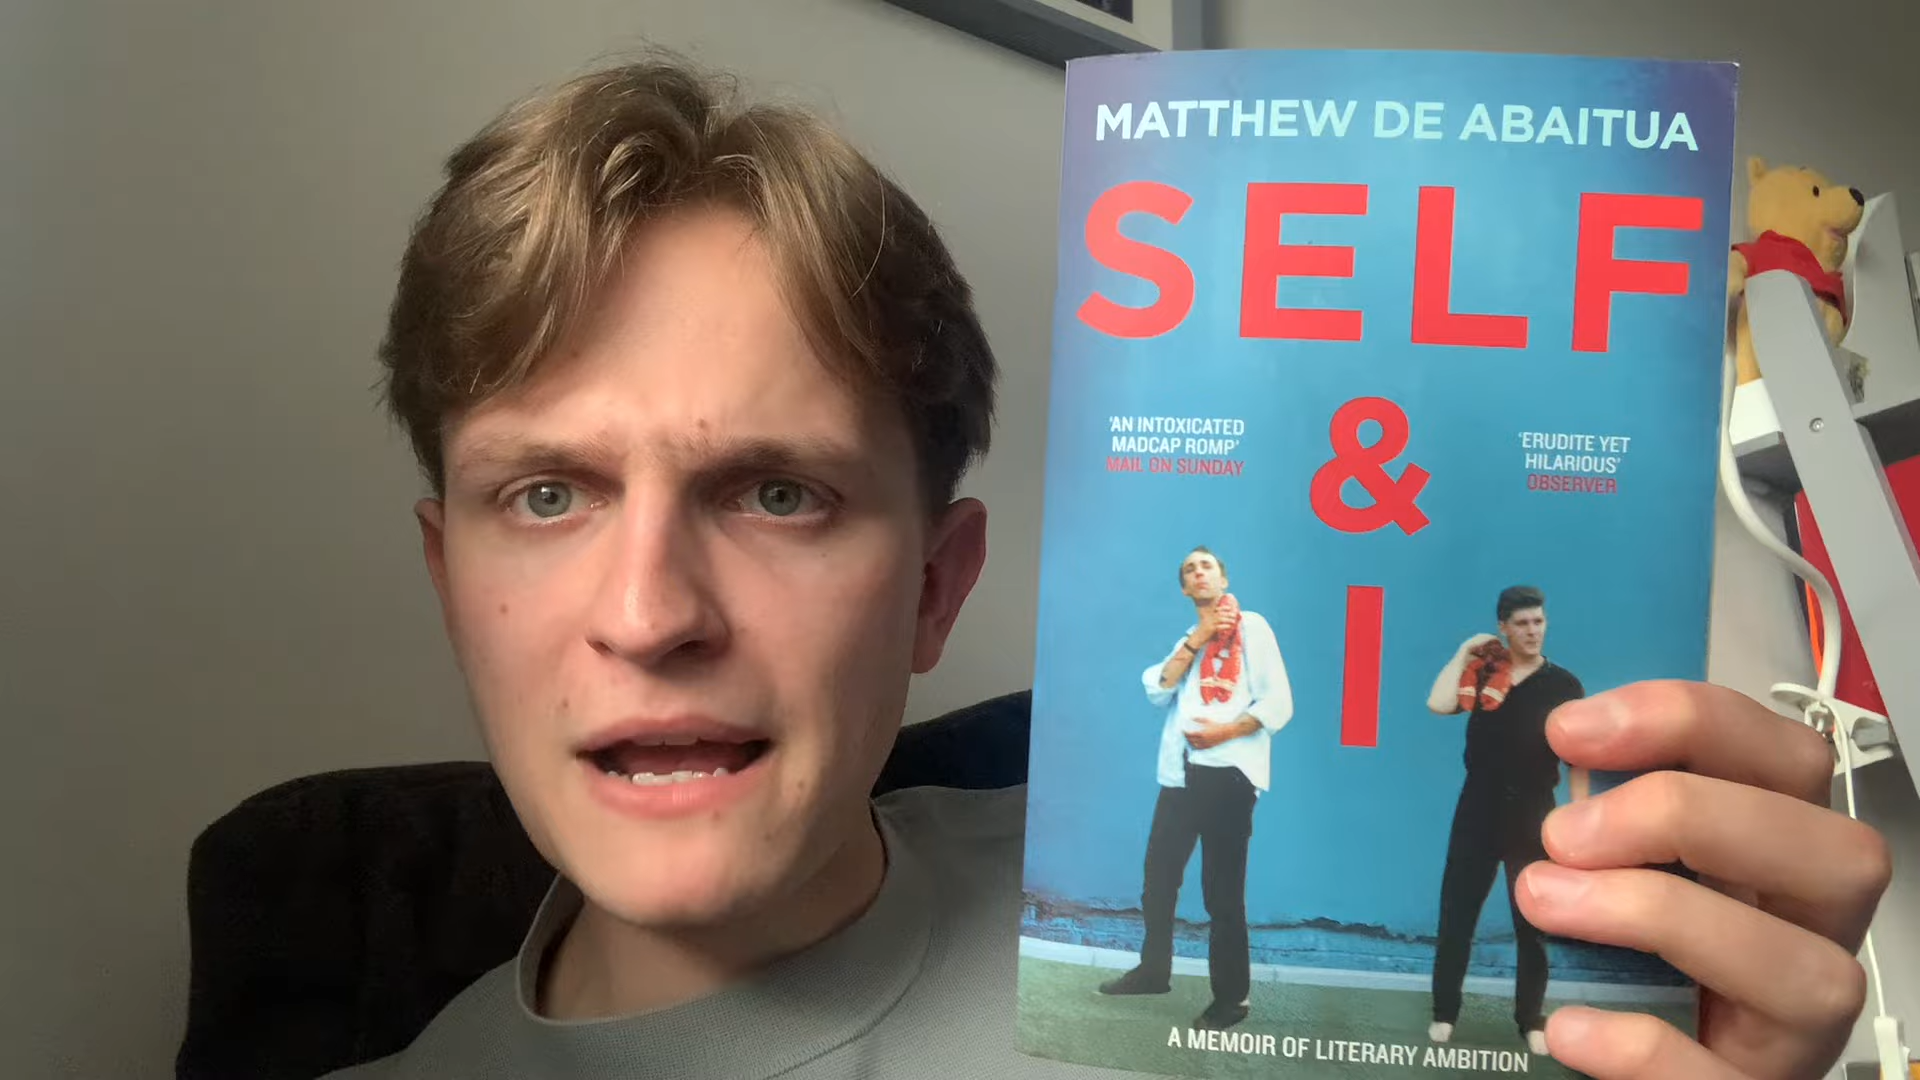 MATTHEW DE ABAITUA
SELF
&
I
'AN INTOXICATED
MADCAP ROMP'
MAIL ON SUNDAY
'ERUDITE YET
HILARIOUS'
OBSERVER
A MEMOIR OF LITERARY AMBITION